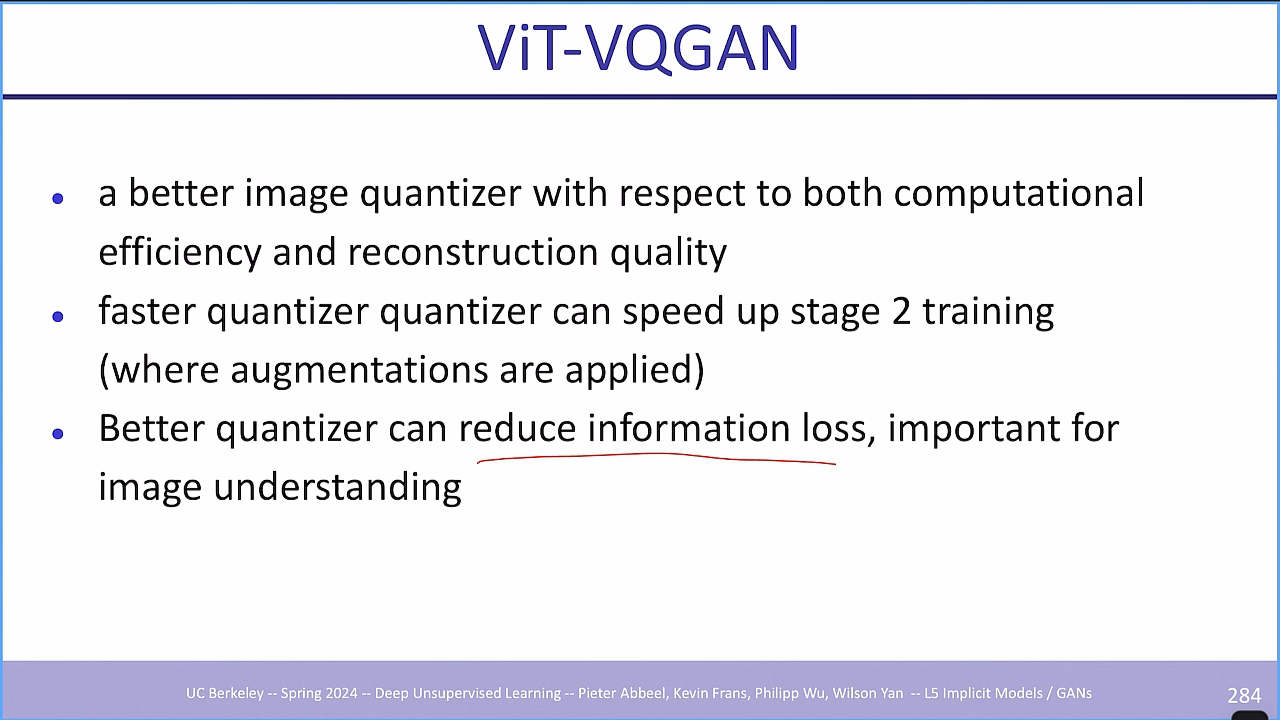 ViT-VQGAN
• a better image quantizer with respect to both computational
efficiency and reconstruction quality
• faster quantizer quantizer can speed up stage 2 training
(where augmentations are applied)
• Better quantizer can reduce information loss, important for
image understanding
UC Berkeley -- Spring 2024 -- Deep Unsupervised Learning -- Pieter Abbeel, Kevin Frans, Philipp Wu, Wilson Yan -- L5 Implicit Models / GANs
284